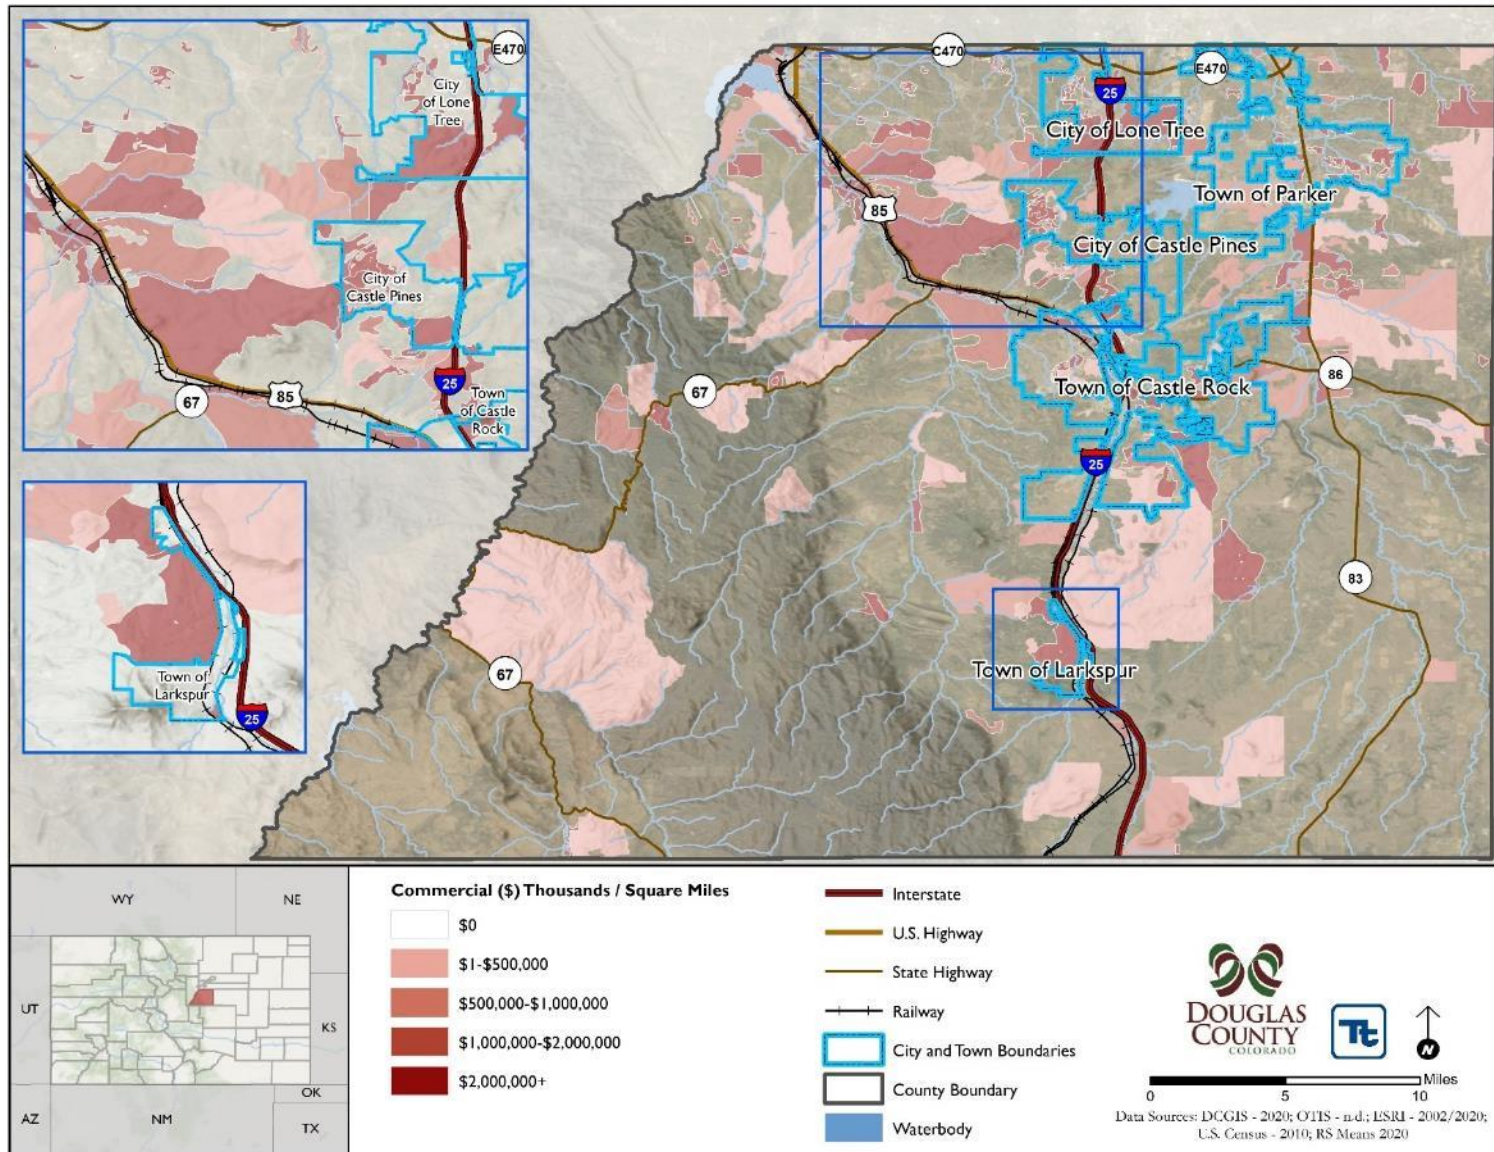 E470
City
of Lone
Tree
City of
Castle Pines
25
Town
of Castle
Rock
67
85
Town of
Larkspur
25
C470
E470
25
City of Lone Tree
Town of Parker
85
City of Castle Pines
86
67
Town of Castle Rock
25
83
67
Town of Larkspur
WY
NE
UT
KS
OK
AZ
NM
TX
Commercial ($) Thousands / Square Miles
$0
$1-$500,000
$500,000-$1,000,000
$1,000,000-$2,000,000
$2,000,000+
Interstate
U.S. Highway
State Highway
Railway
City and Town Boundaries
County Boundary
Waterbody
DOUGLAS
COUNTY
COLORADO
Tt
N
Miles
0 5 10
Data Sources: DCGIS - 2020; OTIS - n.d.; ESRI - 2002/2020;
U.S. Census - 2010; RS Means 2020